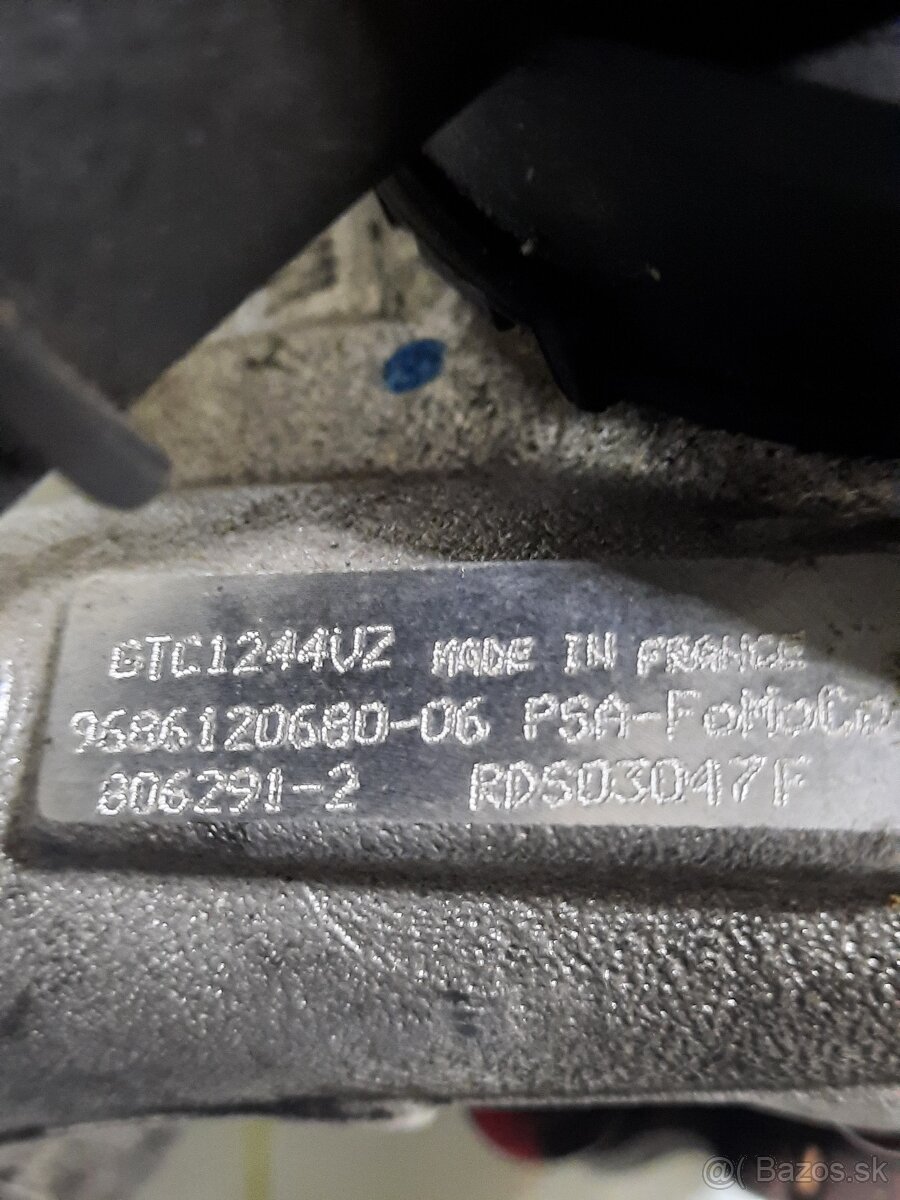 GTC1244VZ MADE IN FRANCE
9686120680-06 PSA-FoMoCo
806291-2 RDS03047F
@( Bazos.sk